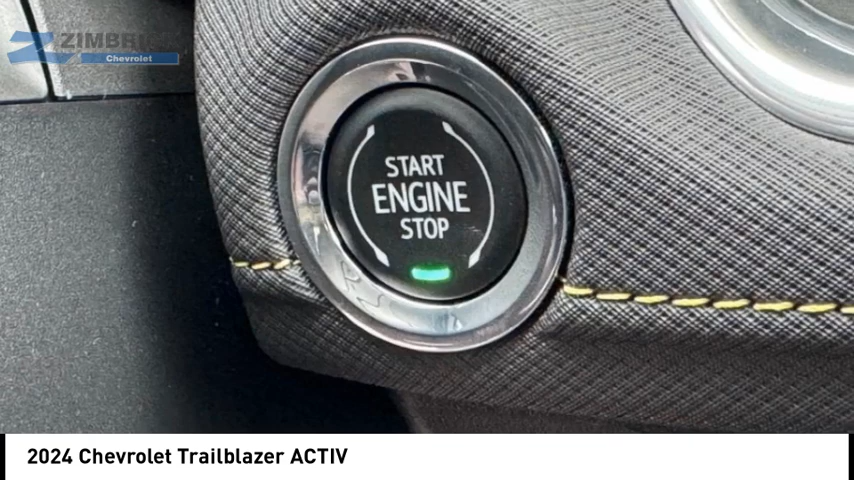 Chevrolet
START
ENGINE
STOP
2024 Chevrolet Trailblazer ACTIV